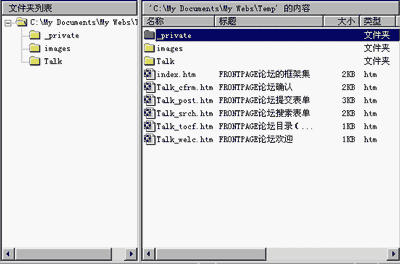 文件夹列表
C:\My Documents\My Webs\T
_private
images
Talk
'C:\My Documents\My Webs\Temp' 的内容
名称 标题 大小 类型
_private 文件夹
images 文件夹
Talk 文件夹
index.htm FRONTPAGE论坛的框架集 2KB htm
Talk_cfrm.htm FRONTPAGE论坛确认 2KB htm
Talk_post. FRONTPAGE论坛提交表单 3KB htm
Talk_srch. FRONTPAGE论坛搜索表单 2KB htm
Talk_tocf. FRONTPAGE论坛目录(... 1KB htm
Talk_welc. FRONTPAGE论坛欢迎 1KB htm